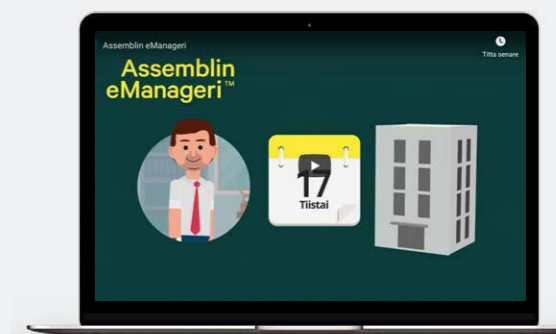 Assemblin eManageri
Titta senare
Assemblin
eManageri™
17
Tiistai